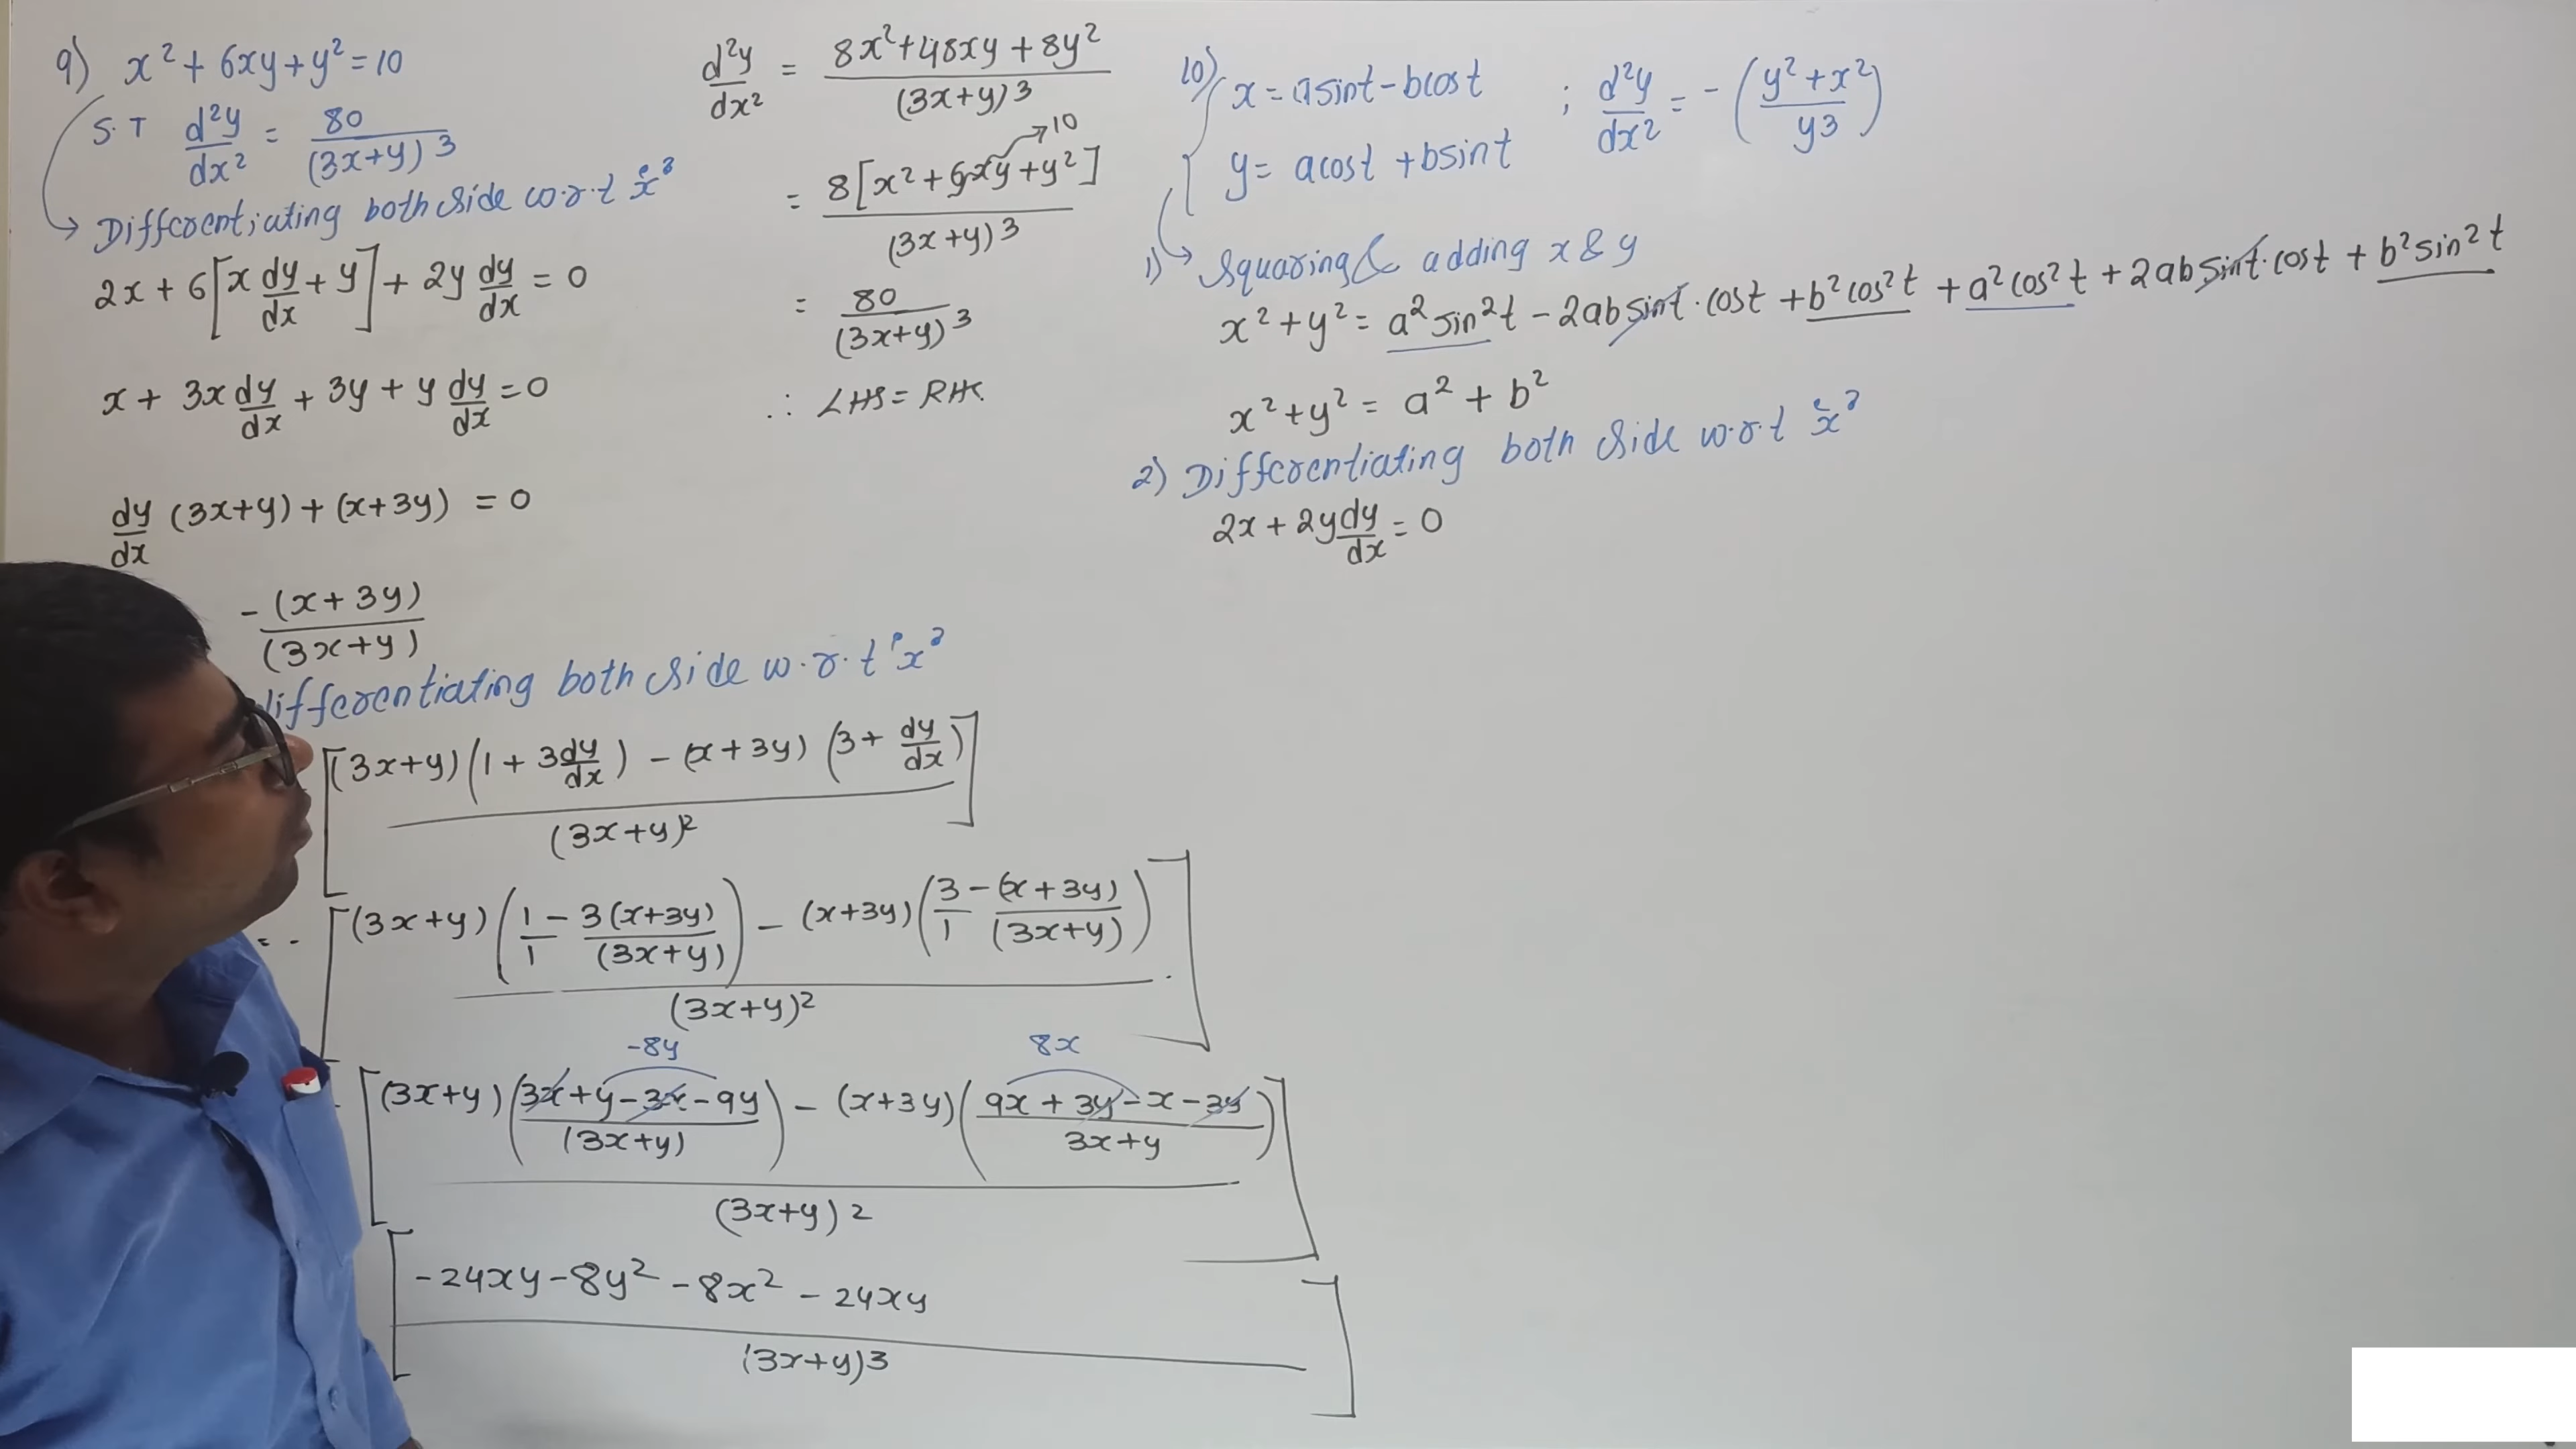 9) x² + 6xy + y² = 10
S.T d²y/dx² = 80/(3x+y)³
→ Differentiating both side w.r.t 'x'
2x + 6[x dy/dx + y] + 2y dy/dx = 0
x + 3x dy/dx + 3y + y dy/dx = 0
dy/dx (3x+y) + (x+3y) = 0
-(x+3y)/(3x+y)
differentiating both side w.r.t 'x'
[(3x+y)(1 + 3dy/dx) - (x+3y)(3 + dy/dx)]/(3x+y)²
= - [(3x+y)(1/1 - 3(x+3y)/(3x+y)) - (x+3y)(3/1 - (x+3y)/(3x+y))]/(3x+y)²
-8y 8x
- [(3x+y)((3x+y-3x-9y)/(3x+y)) - (x+3y)((9x+3y-x-3y)/3x+y)]/(3x+y)2
[-24xy - 8y² - 8x² - 24xy]/(3x+y)3
d²y/dx² = 8x²+48xy+8y²/(3x+y)3
→10
= 8[x²+6xy+y²]/(3x+y)3
= 80/(3x+y)3
∴ LHS = RHS
10) x = asint - bcost ; d²y/dx² = -(y²+x²/y3)
y = acost + bsint
1) → Squaring & adding x & y
x²+y² = a²sin²t - 2absint.cost + b²cos²t + a²cos²t + 2absint.cost + b²sin²t
x²+y² = a² + b²
2) Differentiating both side w.r.t 'x'
2x + 2y dy/dx = 0